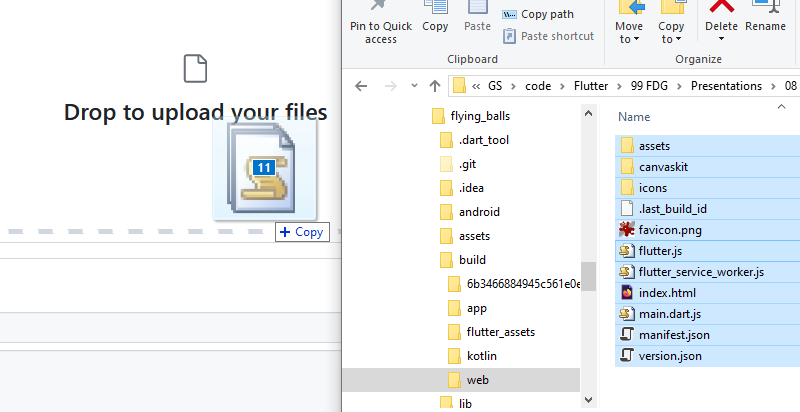 Drop to upload your files
11
Copy
Pin to Quick access
Copy
Paste
Copy path
Paste shortcut
Clipboard
Move to
Copy to
Delete
Rename
Organize
« GS > code > Flutter > 99 FDG > Presentations > 08
flying_balls
.dart_tool
.git
.idea
android
assets
build
6b3466884945c561e0e
app
flutter_assets
kotlin
web
lib
Name
assets
canvaskit
icons
.last_build_id
favicon.png
flutter.js
flutter_service_worker.js
index.html
main.dart.js
manifest.json
version.json